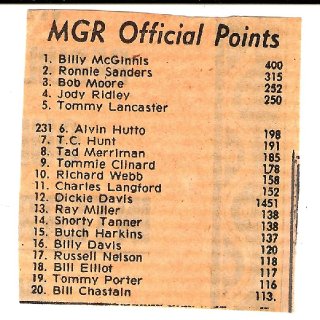 MGR Official Points
1. Billy McGinnis 400
2. Ronnie Sanders 315
3. Bob Moore 252
4. Jody Ridley 250
5. Tommy Lancaster
231 6. Alvin Hutto 198
7. T.C. Hunt 191
8. Tad Merriman 185
9. Tommie Clinard 178
10. Richard Webb 158
11. Charles Langford 152
12. Dickie Davis 1451
13. Ray Miller 138
14. Shorty Tanner 138
15. Butch Harkins 137
16. Billy Davis 120
17. Russell Nelson 118
18. Bill Elliot 117
19. Tommy Porter 116
20. Bill Chastain 113.